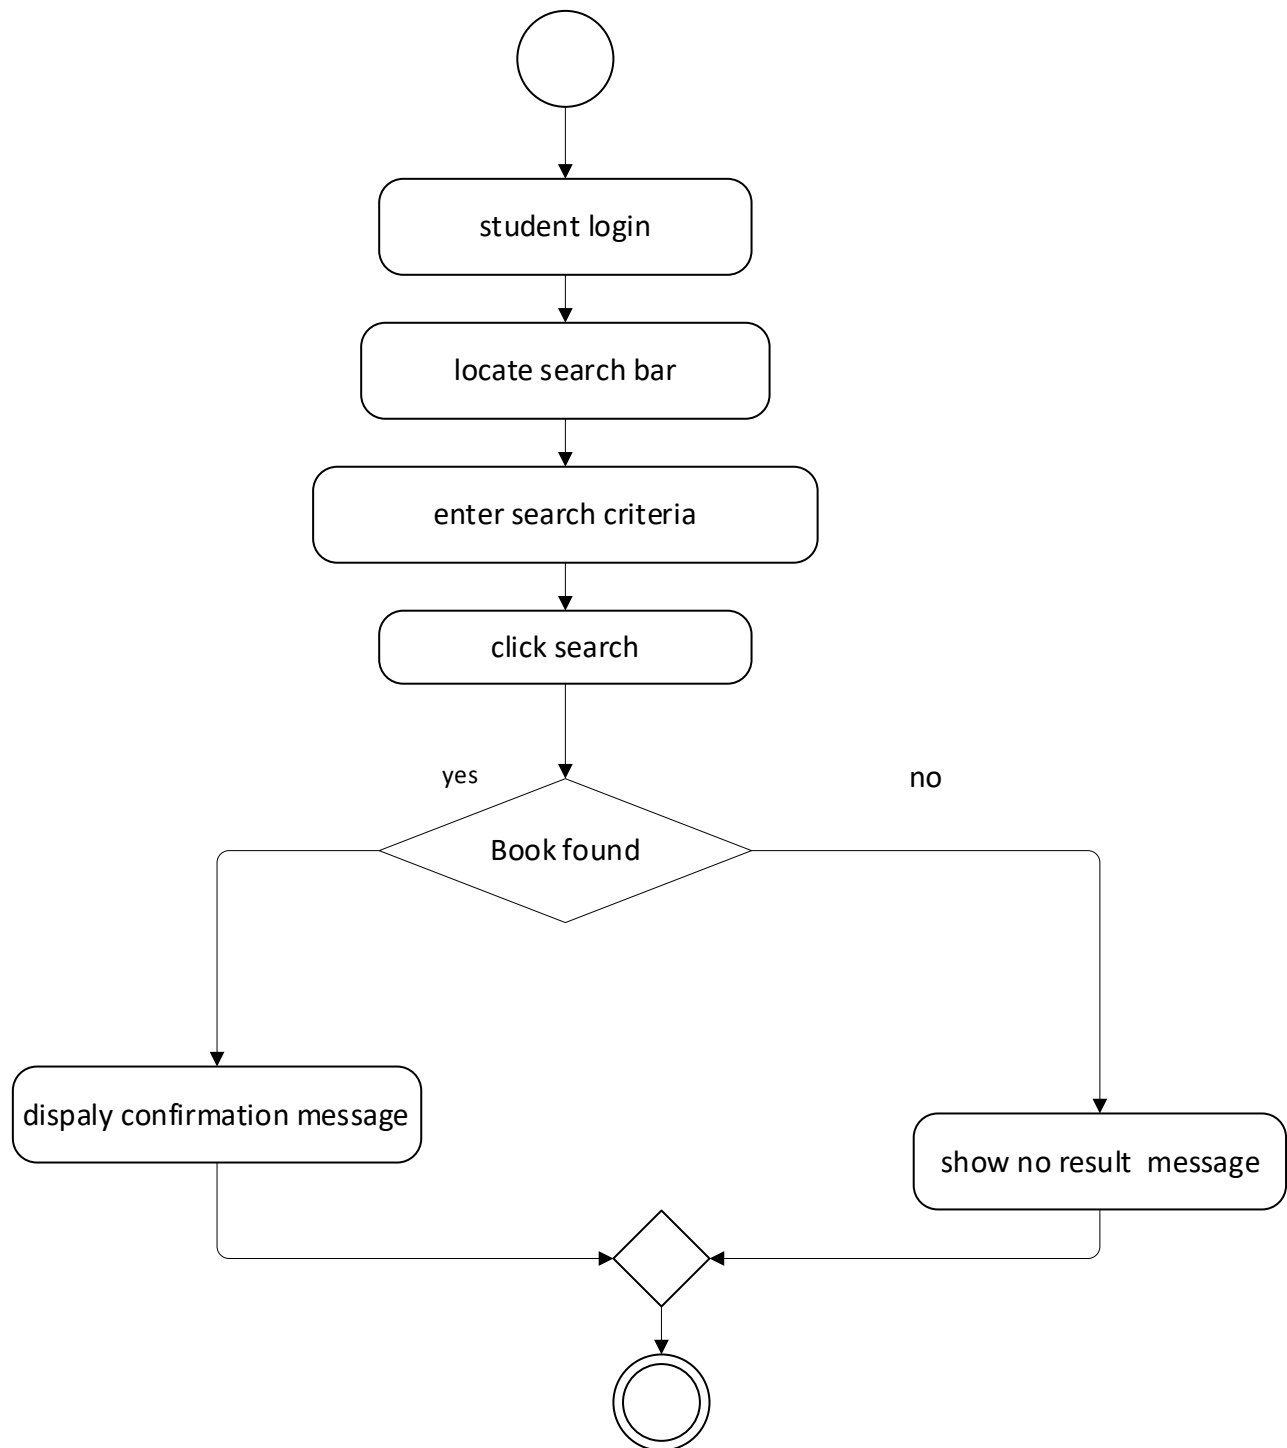 student login
locate search bar
enter search criteria
click search
yes
no
Book found
dispaly confirmation message
show no result  message